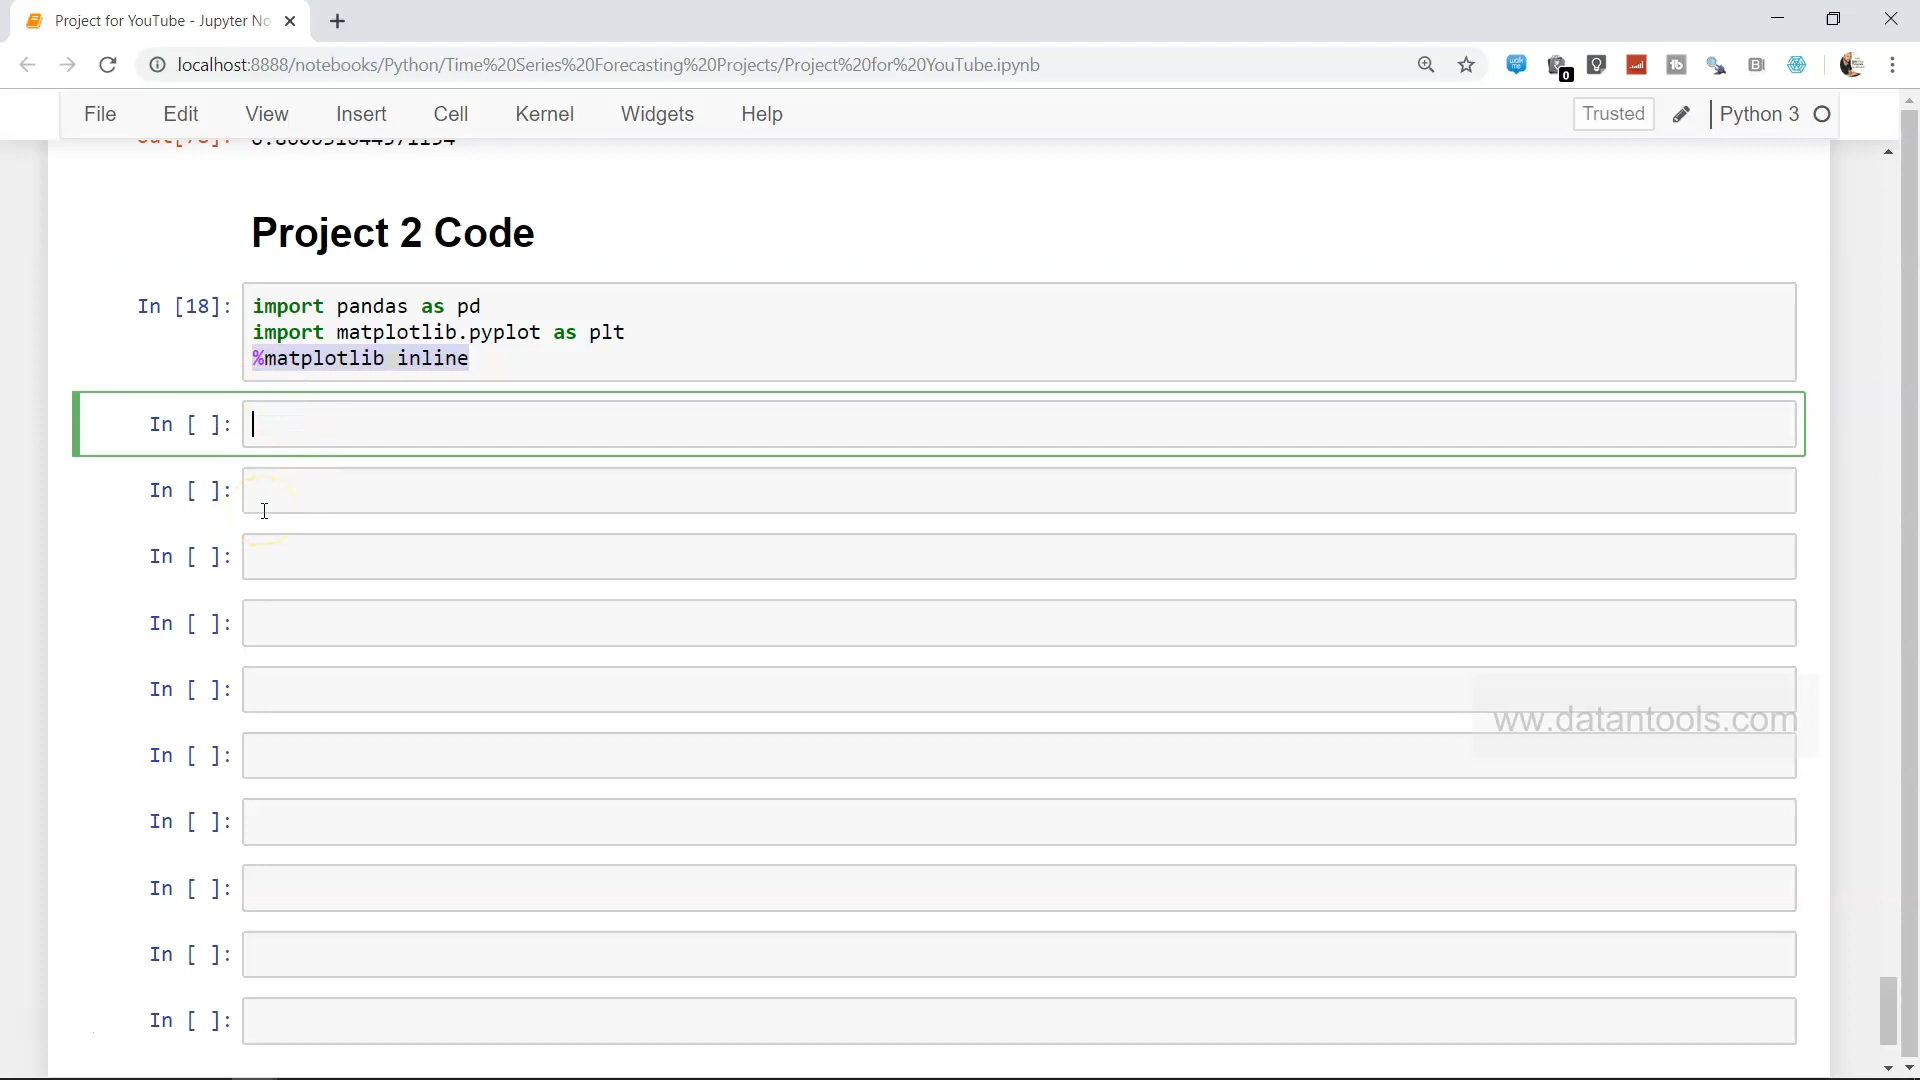 Project for YouTube - Jupyter No
localhost:8888/notebooks/Python/Time%20Series%20Forecasting%20Projects/Project%20for%20YouTube.ipynb
0
File Edit View Insert Cell Kernel Widgets Help
Trusted Python 3
Project 2 Code
In [18]: import pandas as pd
import matplotlib.pyplot as plt
%matplotlib inline
In [ ]:
In [ ]:
In [ ]:
In [ ]:
In [ ]:
ww.datantools.com
In [ ]:
In [ ]:
In [ ]:
In [ ]:
In [ ]: